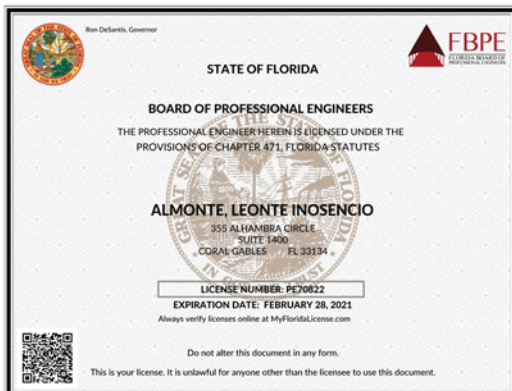 Ron DeSantis, Governor
FBPE
FLORIDA BOARD OF
PROFESSIONAL ENGINEERS
STATE OF FLORIDA
BOARD OF PROFESSIONAL ENGINEERS
THE PROFESSIONAL ENGINEER HEREIN IS LICENSED UNDER THE
PROVISIONS OF CHAPTER 471, FLORIDA STATUTES
ALMONTE, LEONTE INOSENCIO
355 ALHAMBRA CIRCLE
SUITE 1400
CORAL GABLES FL 33134
LICENSE NUMBER: PE70822
EXPIRATION DATE: FEBRUARY 28, 2021
Always verify licenses online at MyFloridaLicense.com
Do not alter this document in any form.
This is your license. It is unlawful for anyone other than the licensee to use this document.